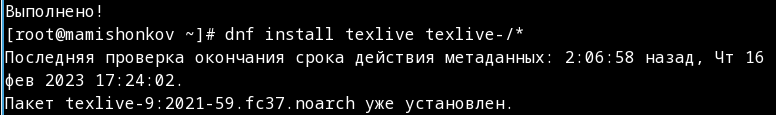 Выполнено!
[root@mamishonkov ~]# dnf install texlive texlive-/*
Последняя проверка окончания срока действия метаданных: 2:06:58 назад, Чт 16
фев 2023 17:24:02.
Пакет texlive-9:2021-59.fc37.noarch уже установлен.